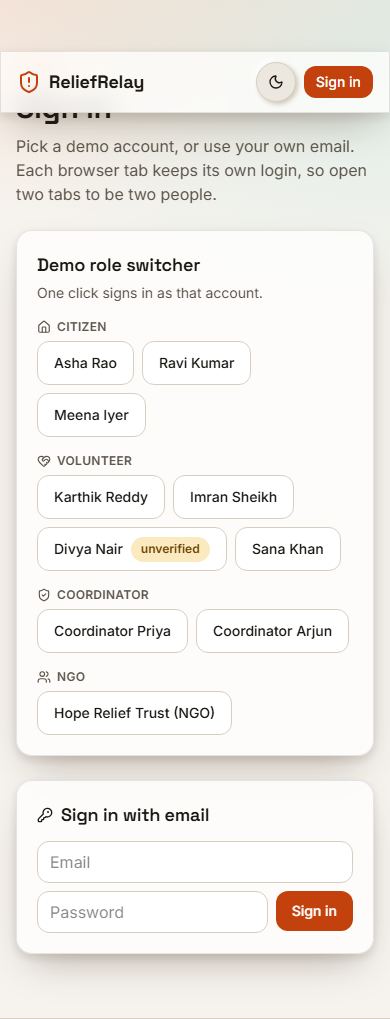 ReliefRelay
Sign in
Sign in
Pick a demo account, or use your own email.
Each browser tab keeps its own login, so open
two tabs to be two people.
Demo role switcher
One click signs in as that account.
CITIZEN
Asha Rao
Ravi Kumar
Meena Iyer
VOLUNTEER
Karthik Reddy
Imran Sheikh
Divya Nair unverified
Sana Khan
COORDINATOR
Coordinator Priya
Coordinator Arjun
NGO
Hope Relief Trust (NGO)
Sign in with email
Email
Password
Sign in